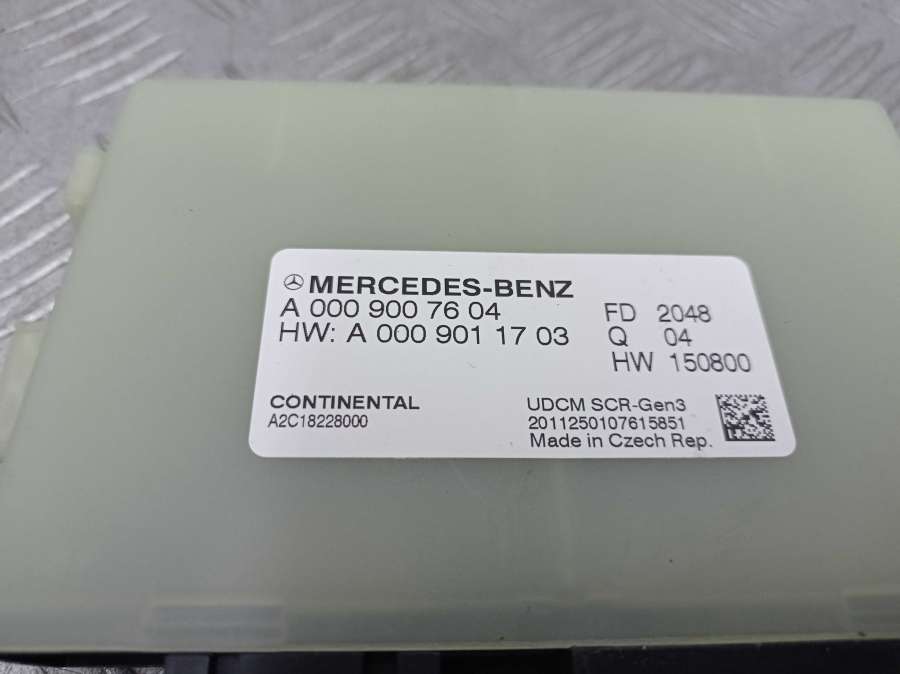 MERCEDES-BENZ
A 000 900 76 04
HW: A 000 901 17 03
FD 2048
Q 04
HW 150800
CONTINENTAL
A2C18228000
UDCM SCR-Gen3
2011250107615851
Made in Czech Rep.